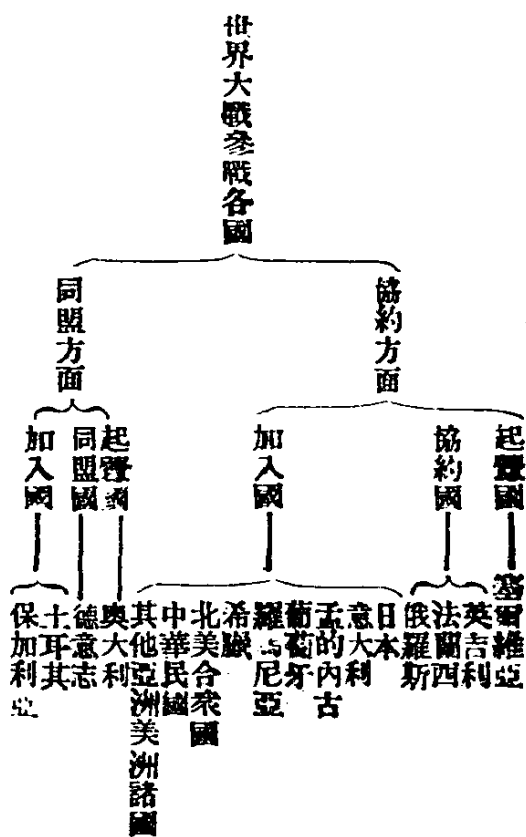 世界大戰參戰各國
協約方面
起釁國
塞爾維亞
協約國
英吉利
法蘭西
俄羅斯
加入國
日本
意大利
孟的內古
葡萄牙
羅馬尼亞
希臘
北美合衆國
中華民國
其他亞洲美洲諸國
同盟方面
起釁國
奧大利
同盟國
德意志
加入國
土耳其
保加利亞